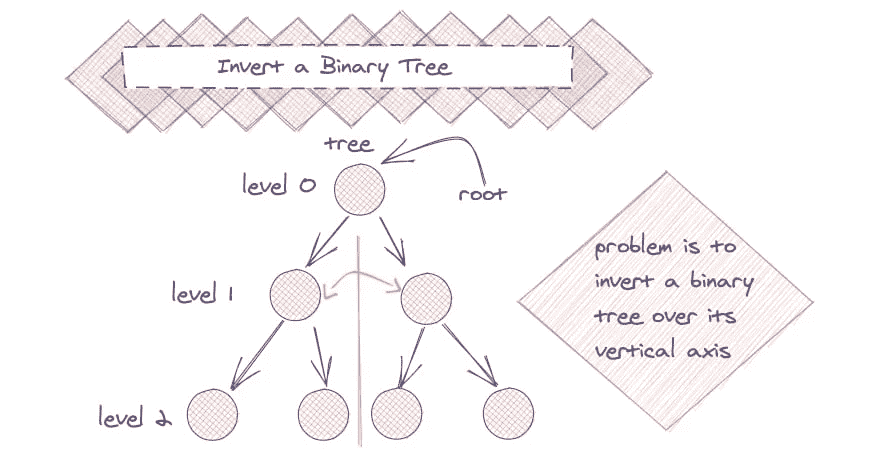 Invert a Binary Tree
tree
level 0
root
level 1
level 2
problem is to
invert a binary
tree over its
vertical axis